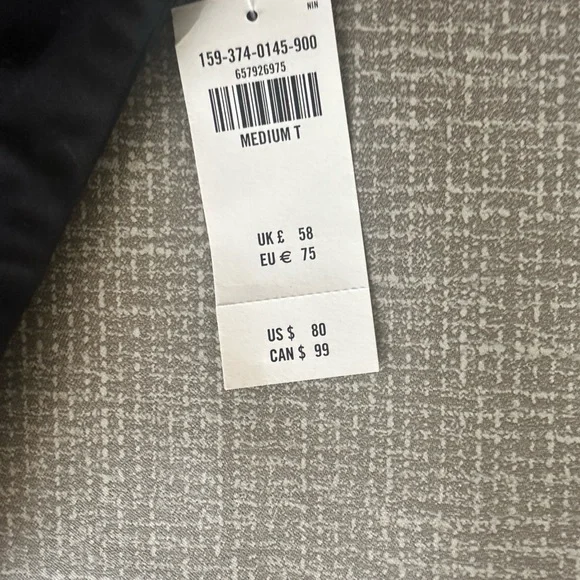 159-374-0145-900
657926975
MEDIUM T
UK £ 58
EU € 75
US $ 80
CAN $ 99